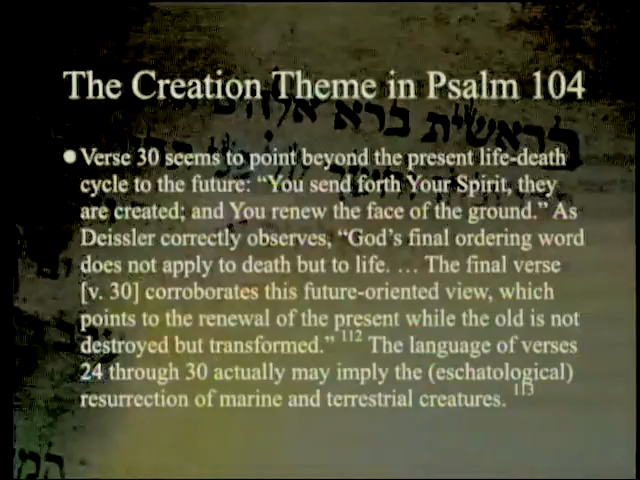 The Creation Theme in Psalm 104
בראשית ברא אלהים
Verse 30 seems to point beyond the present life-death
cycle to the future: “You send forth Your Spirit, they
are created; and You renew the face of the ground.” As
Deissler correctly observes, “God’s final ordering word
does not apply to death but to life. … The final verse
[v. 30] corroborates this future-oriented view, which
points to the renewal of the present while the old is not
destroyed but transformed.” 112 The language of verses
24 through 30 actually may imply the (eschatological)
resurrection of marine and terrestrial creatures. 113